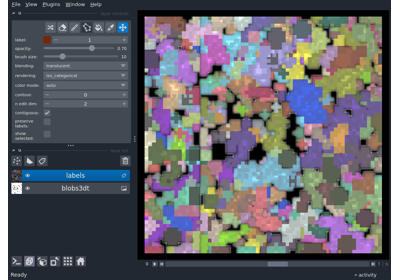 File View Plugins Window Help
label: 1
opacity: 0.70
brush size: 10
blending: translucent
rendering: iso_categorical
color mode: auto
contour: 0
n edit dim: 2
contiguous:
preserve
labels:
show
selected:
labels
blobs3dt
Ready
activity